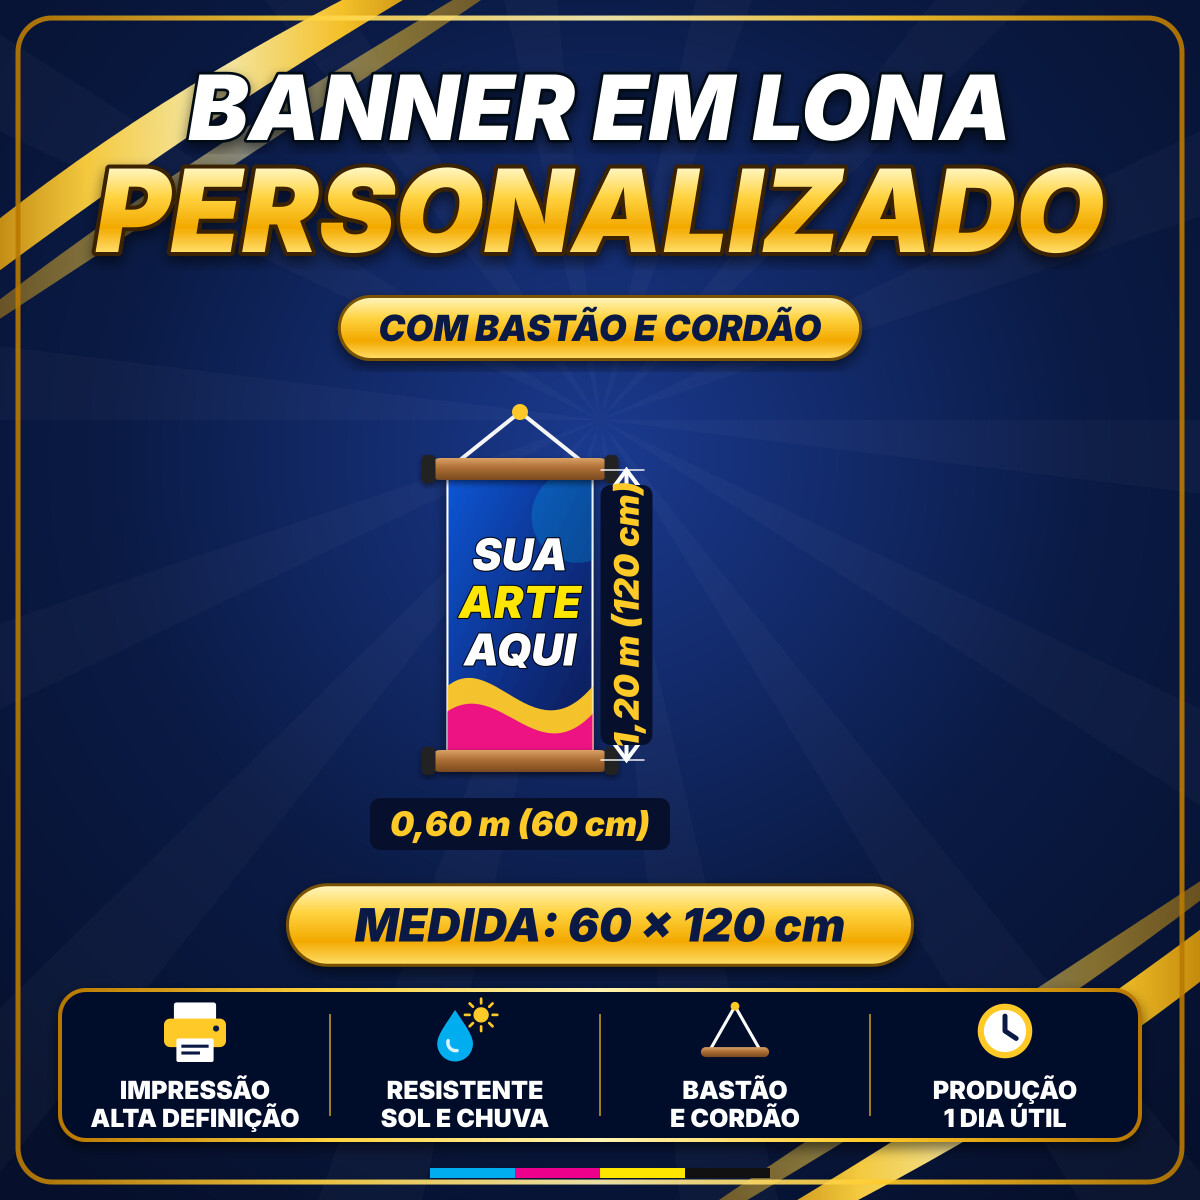 BANNER EM LONA
PERSONALIZADO
COM BASTÃO E CORDÃO
SUA
ARTE
AQUI
1,20 m (120 cm)
0,60 m (60 cm)
MEDIDA: 60 × 120 cm
IMPRESSÃO
ALTA DEFINIÇÃO
RESISTENTE
SOL E CHUVA
BASTÃO
E CORDÃO
PRODUÇÃO
1 DIA ÚTIL